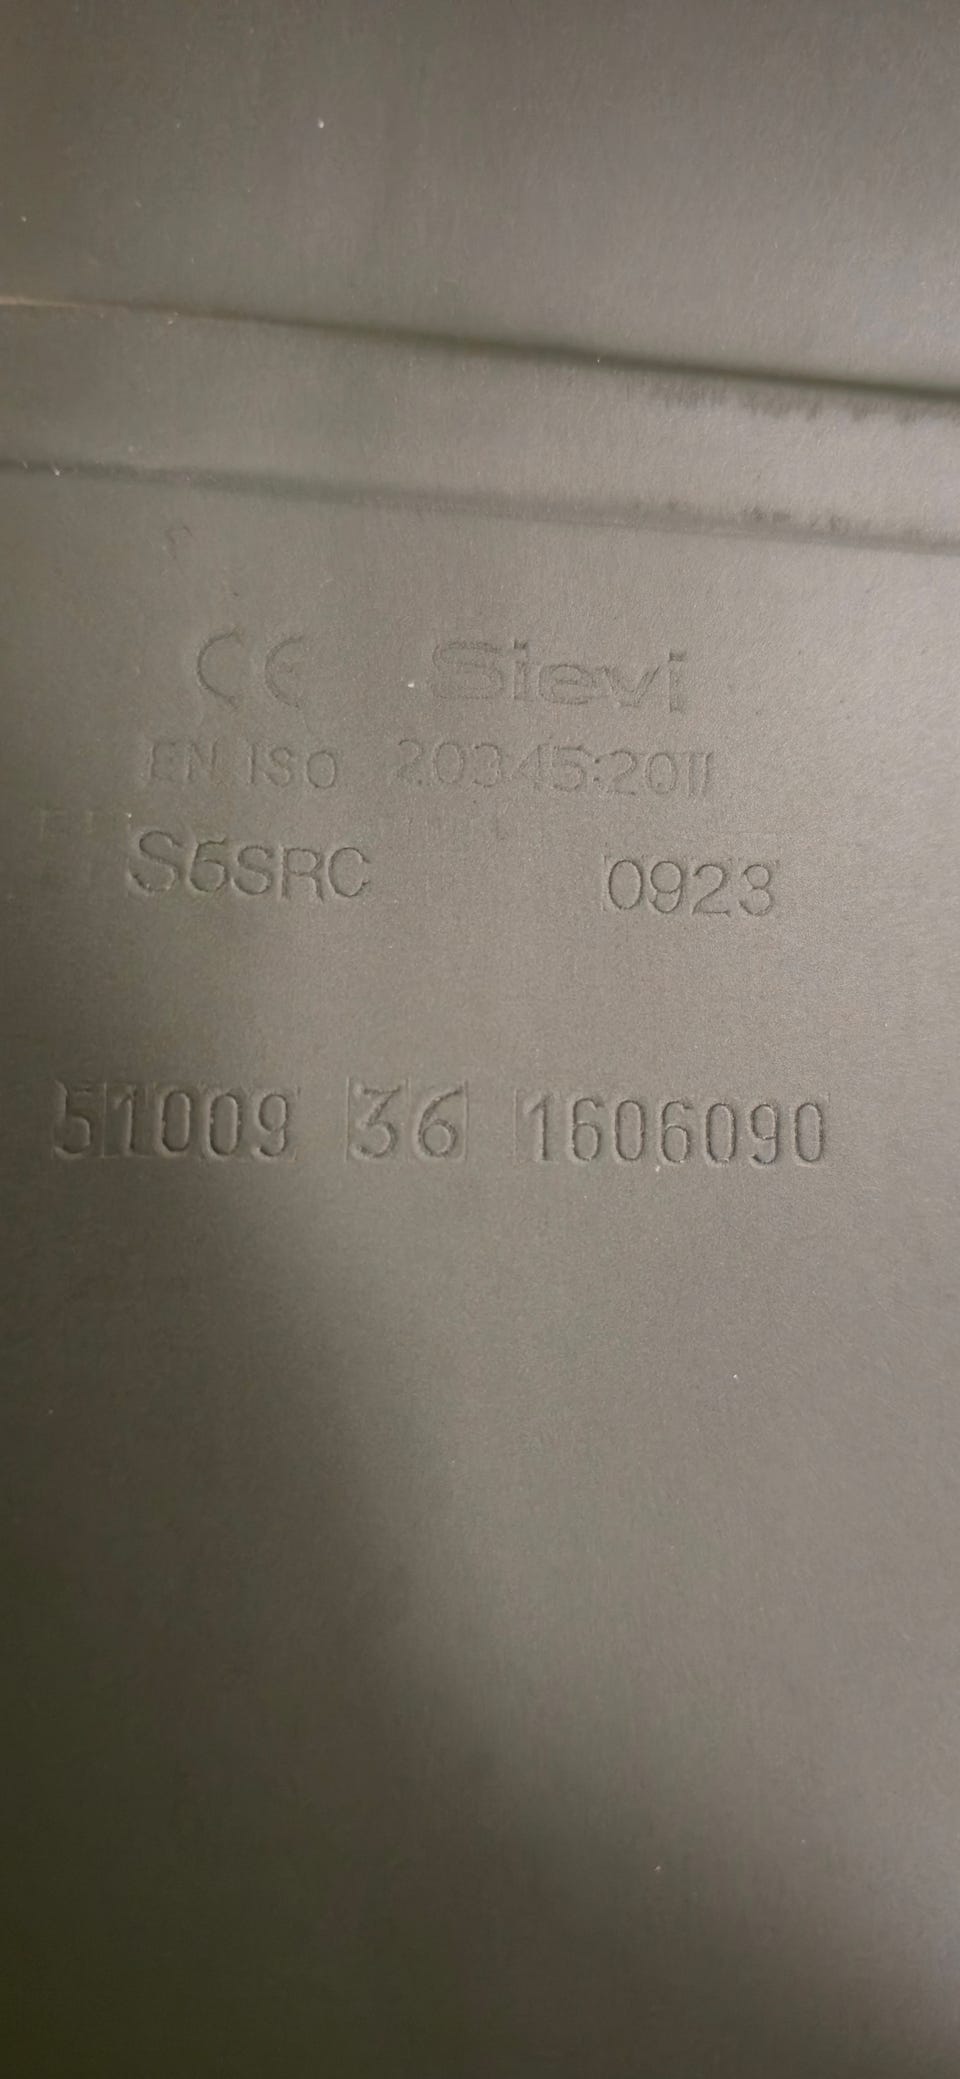 CE Sievi
EN ISO 20345:2011
S5SRC 0923
51009 36 1606090